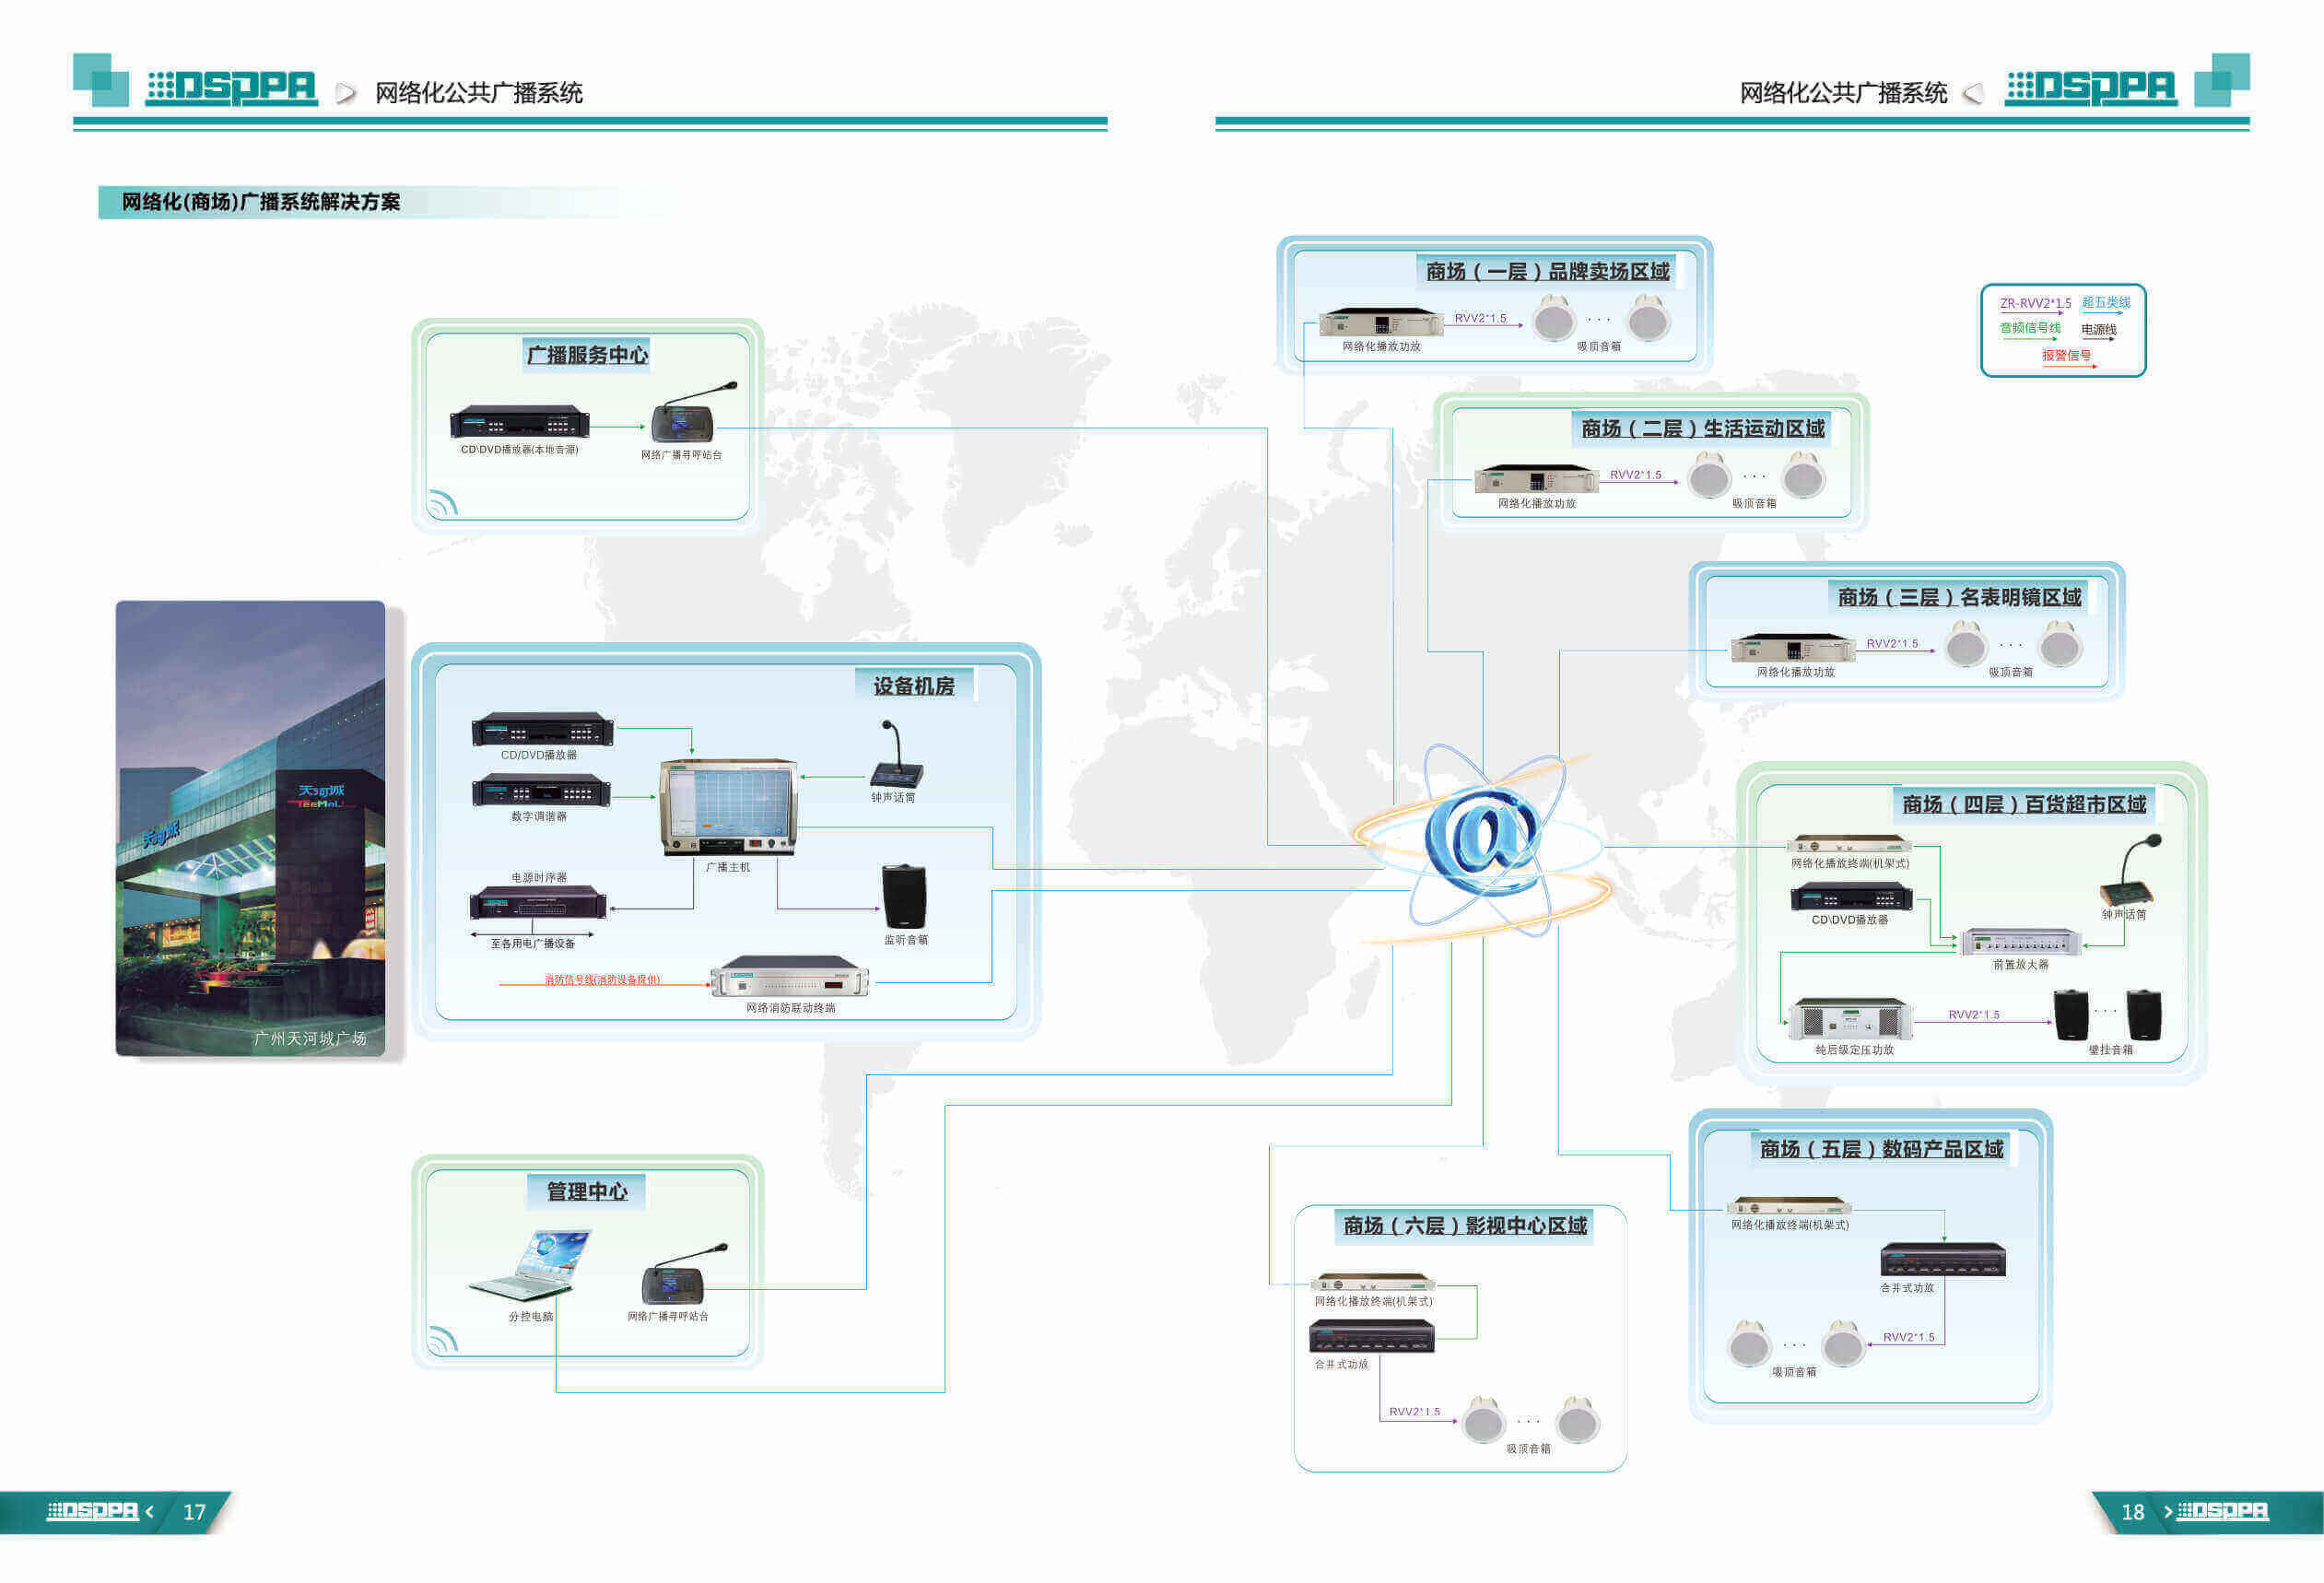 DSPPA 网络化公共广播系统
网络化公共广播系统 DSPPA
网络化(商场)广播系统解决方案
广播服务中心
CD\DVD播放器(本地音源)
网络广播寻呼站台
商场（一层）品牌卖场区域
RVV2*1.5
网络化播放功放
吸顶音箱
ZR-RVV2*1.5 超五类线
音频信号线 电源线
报警信号
商场（二层）生活运动区域
RVV2*1.5
网络化播放功放
吸顶音箱
商场（三层）名表明镜区域
RVV2*1.5
网络化播放功放
吸顶音箱
天河城
TeeMall
天河城
广州天河城广场
设备机房
CD/DVD播放器
数字调谐器
钟声话筒
广播主机
电源时序器
至各用电广播设备
监听音箱
消防信号线(消防设备提供)
网络消防联动终端
@
商场（四层）百货超市区域
网络化播放终端(机架式)
CD\DVD播放器
钟声话筒
前置放大器
RVV2*1.5
纯后级定压功放
壁挂音箱
管理中心
分控电脑
网络广播寻呼站台
商场（五层）数码产品区域
网络化播放终端(机架式)
合并式功放
RVV2*1.5
吸顶音箱
商场（六层）影视中心区域
网络化播放终端(机架式)
合并式功放
RVV2*1.5
吸顶音箱
DSPPA 17
18 DSPPA